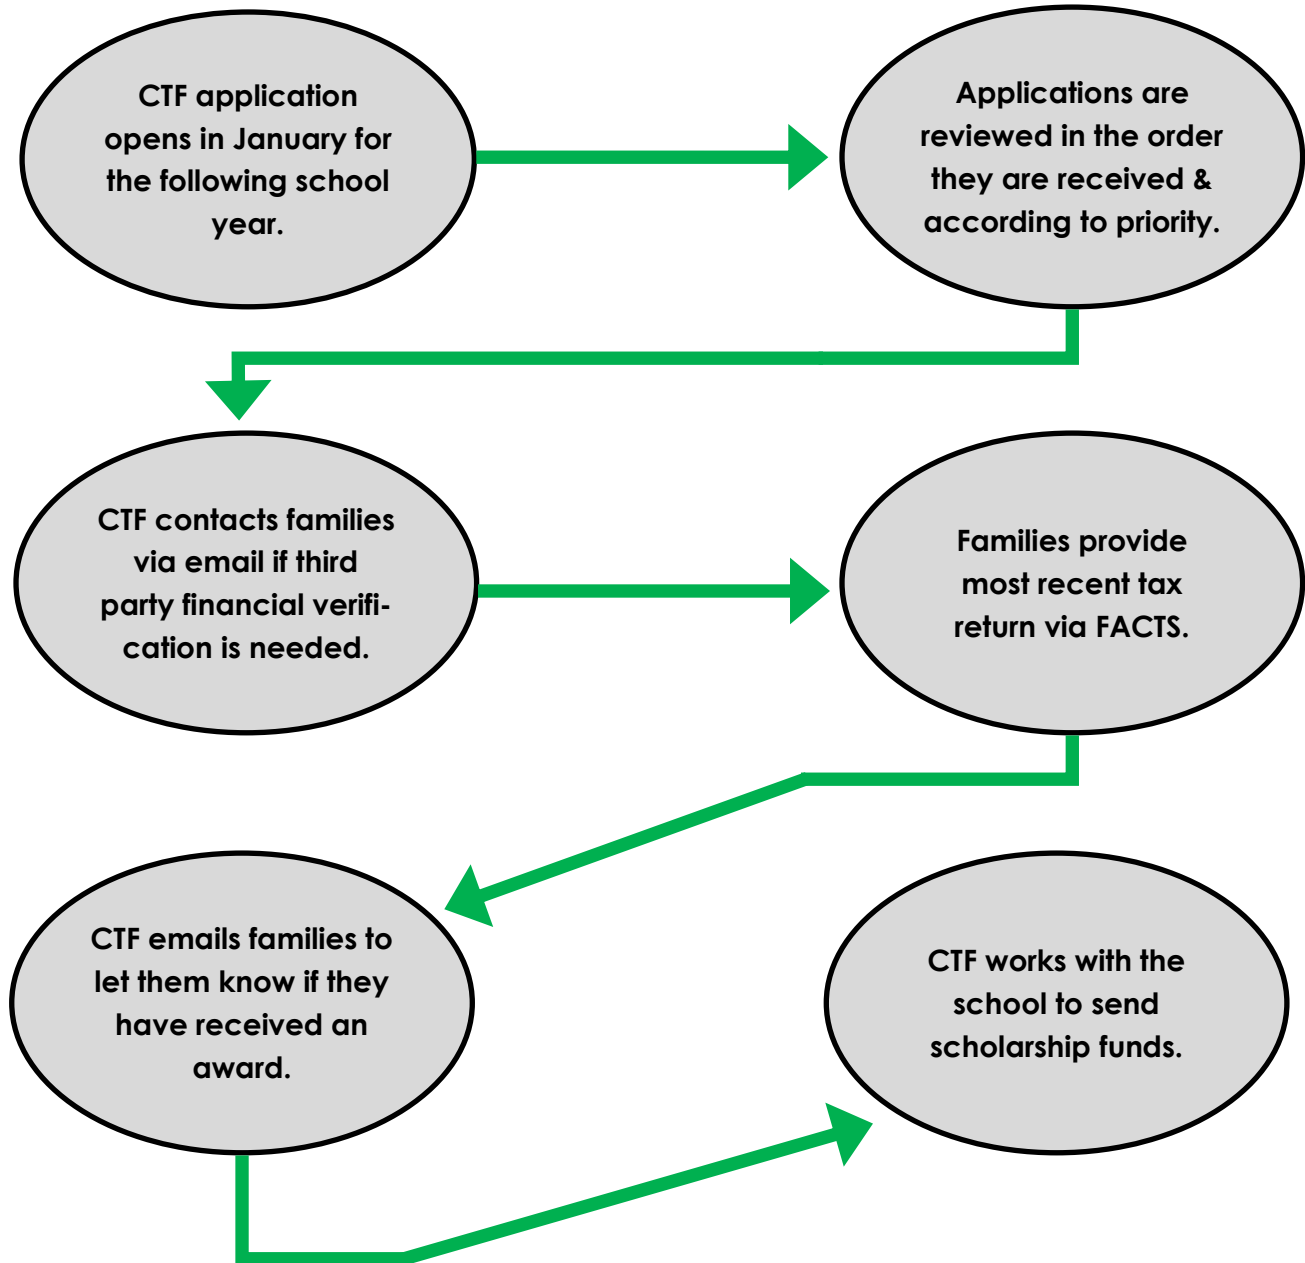 CTF application
opens in January for
the following school
year.
Applications are
reviewed in the order
they are received &
according to priority.
CTF contacts families
via email if third
party financial verifi-
cation is needed.
Families provide
most recent tax
return via FACTS.
CTF emails families to
let them know if they
have received an
award.
CTF works with the
school to send
scholarship funds.